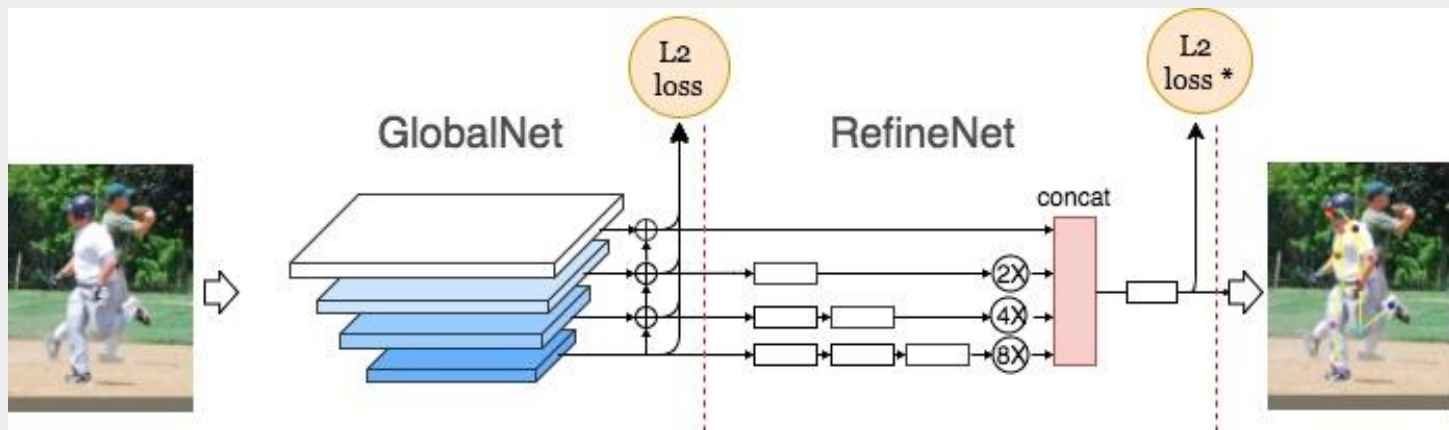 L2
loss
L2
loss *
GlobalNet
RefineNet
concat
2X
4X
8X